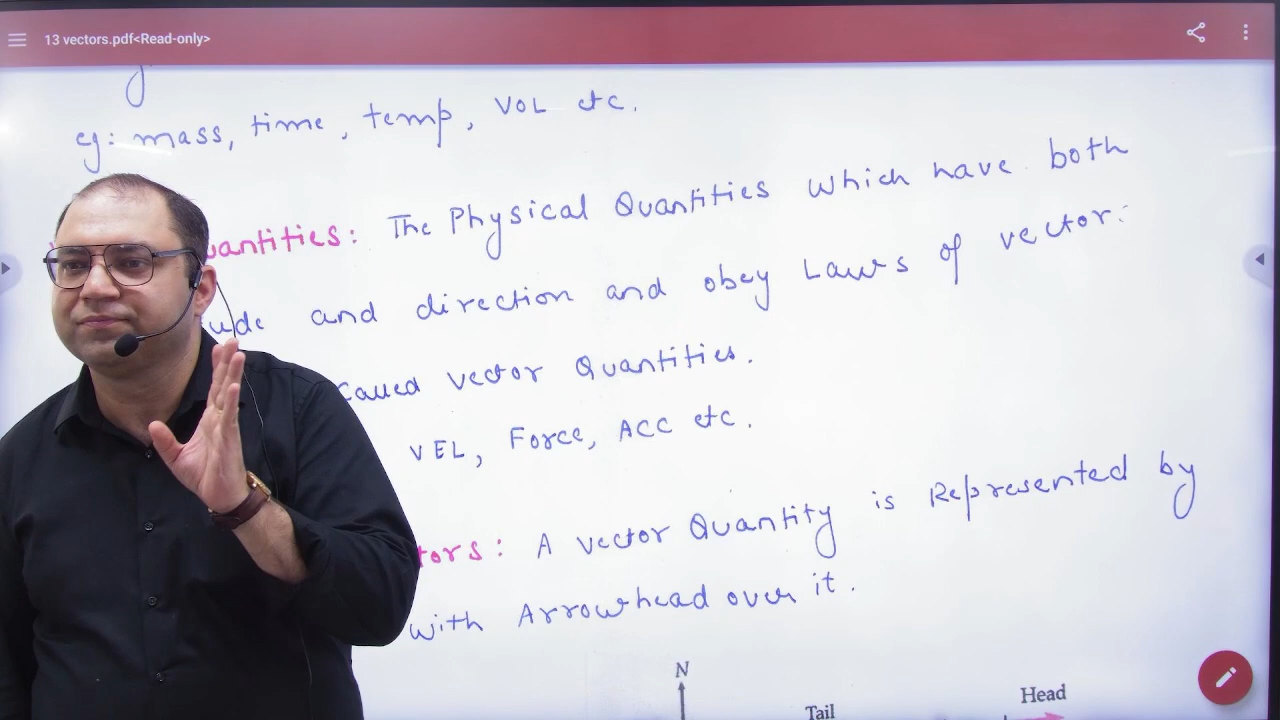 13 vectors.pdf<Read-only>
eg: mass, time, temp, VOL etc.
uantities: The Physical Quantities which have both
ude and direction and obey Laws of vector.
called vector Quantities.
VEL, Force, ACC etc.
tors: A vector Quantity is Represented by
with Arrowhead over it.
N
Tail
Head